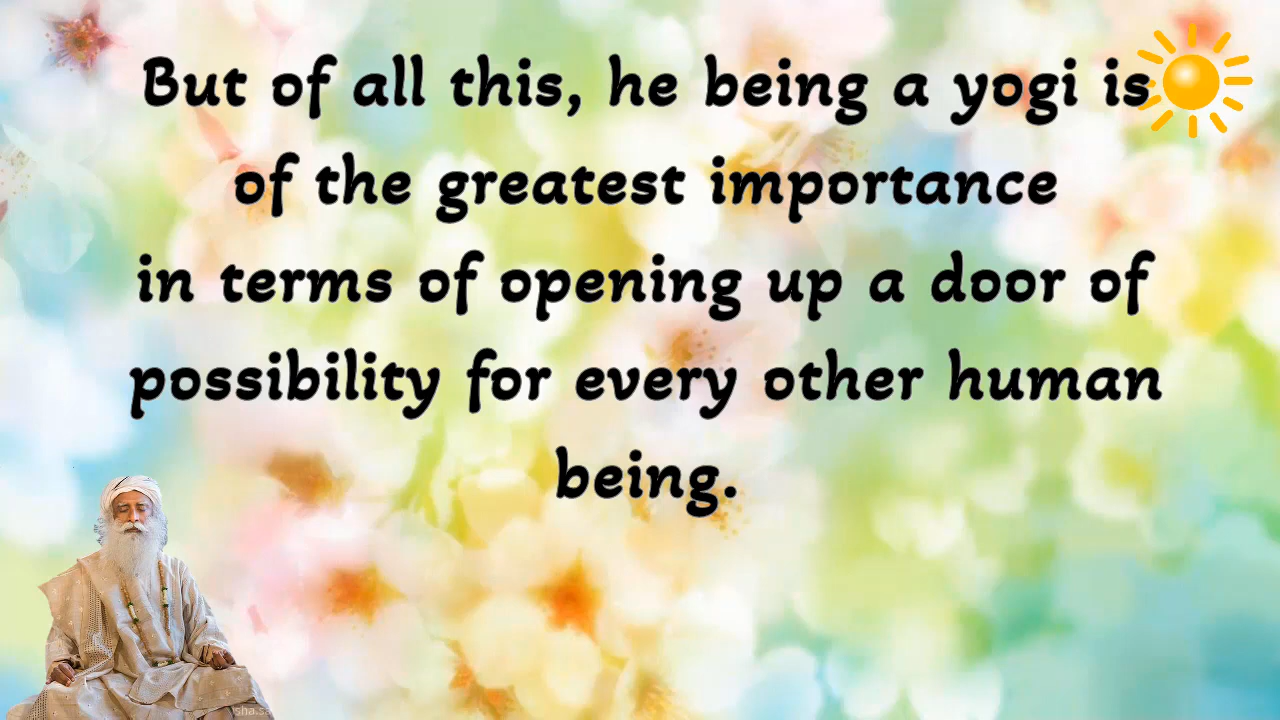 But of all this, he being a yogi is
of the greatest importance
in terms of opening up a door of
possibility for every other human
being.